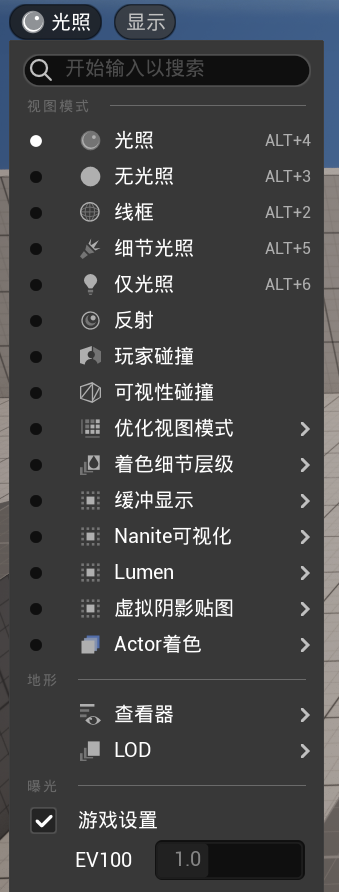 光照 显示
开始输入以搜索
视图模式
光照 ALT+4
无光照 ALT+3
线框 ALT+2
细节光照 ALT+5
仅光照 ALT+6
反射
玩家碰撞
可视性碰撞
优化视图模式
着色细节层级
缓冲显示
Nanite可视化
Lumen
虚拟阴影贴图
Actor着色
地形
查看器
LOD
曝光
游戏设置
EV100 1.0